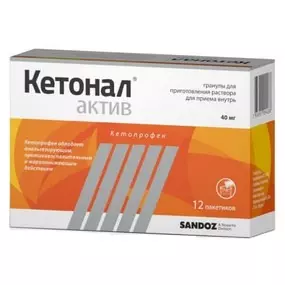 Кетонал®
актив
гранулы для
приготовления раствора
для приема внутрь
40 мг
Кетопрофен
Кетопрофен обладает
анальгезирующим,
противовоспалительным
и жаропонижающим
действием
12 пакетиков
SANDOZ